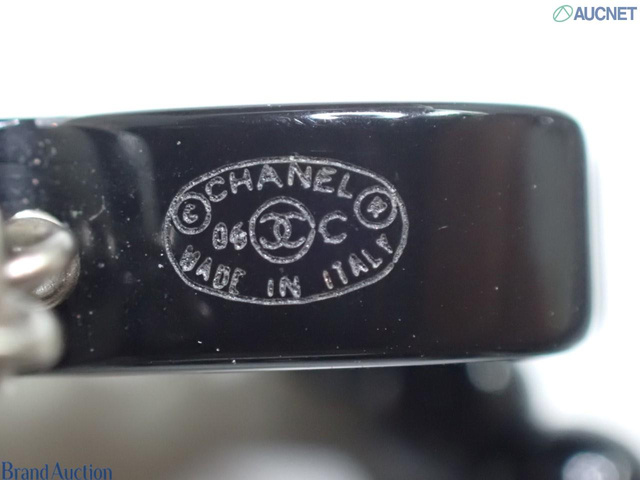 AUCNET
© CHANEL ®
06 C
MADE IN ITALY
Brand Auction